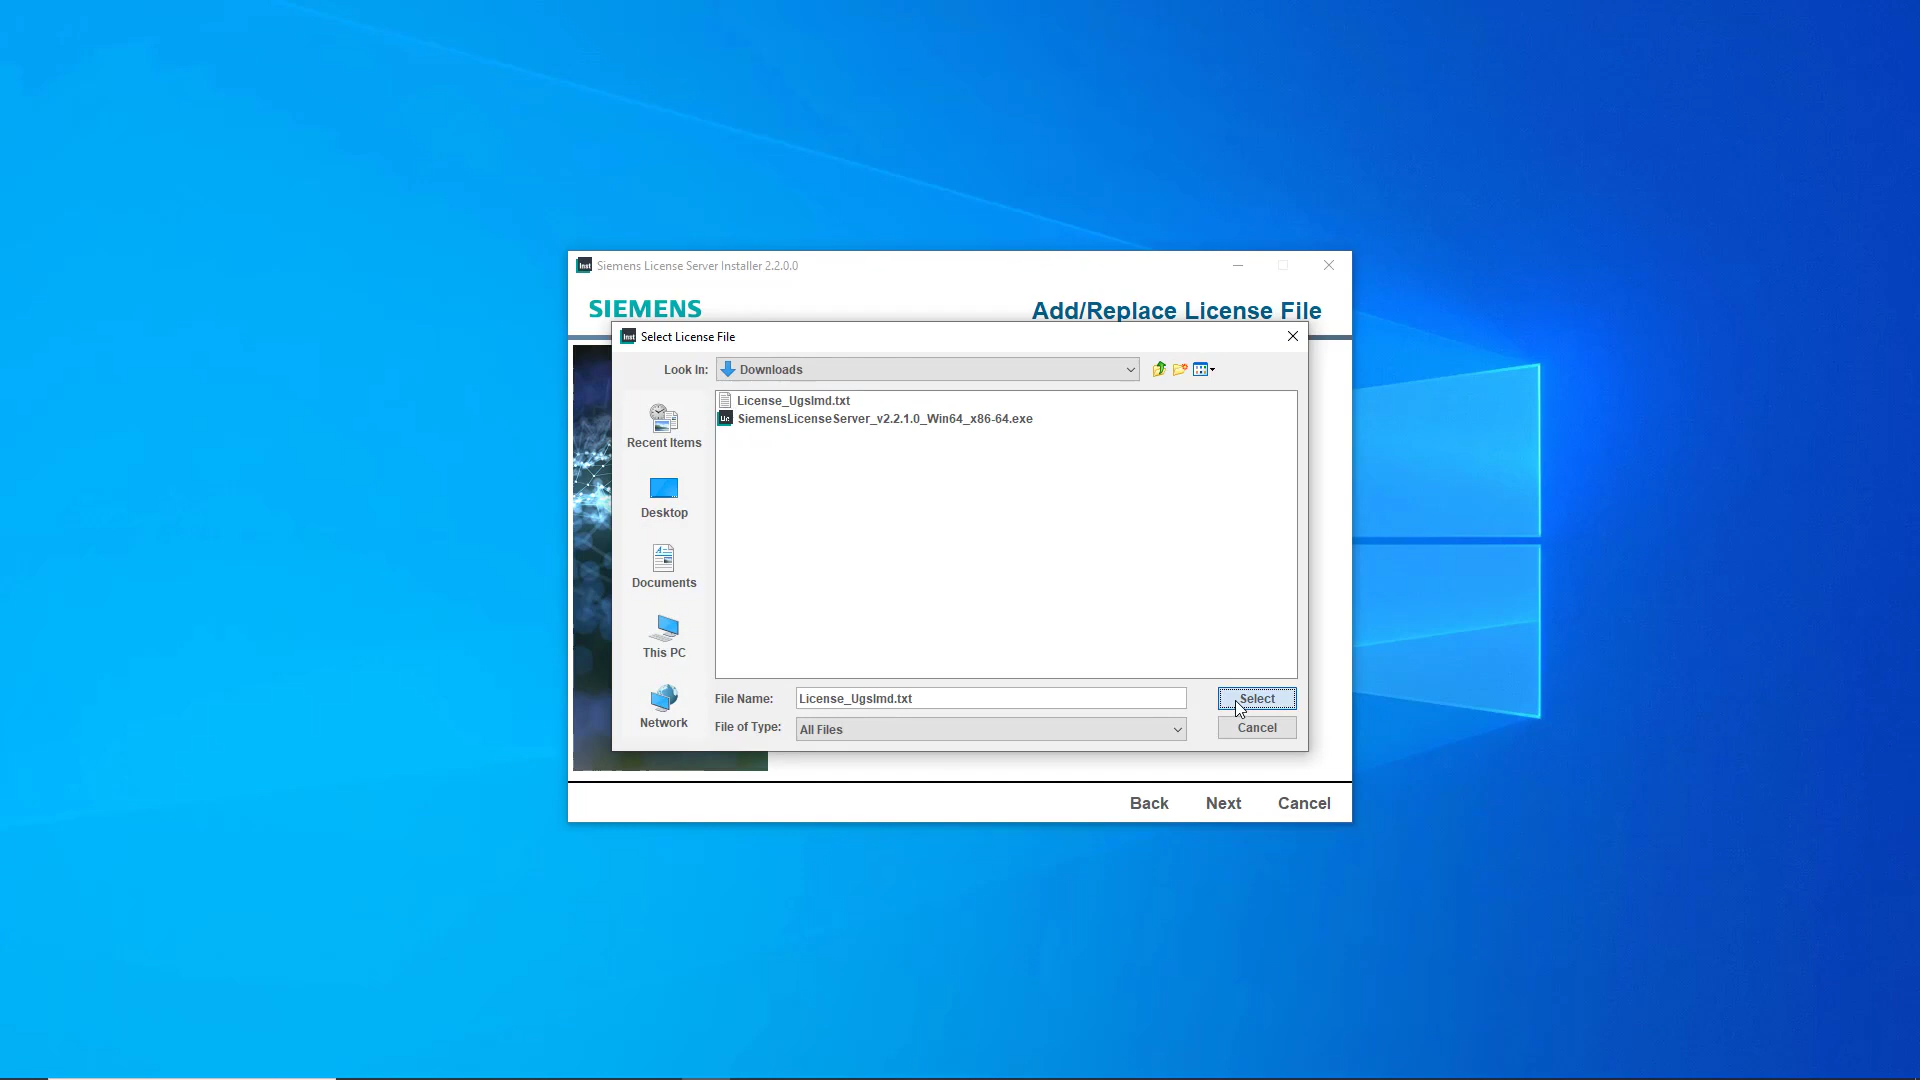 Siemens License Server Installer 2.2.0.0
SIEMENS
Add/Replace License File
Select License File
Look In:
Downloads
License_Ugslmd.txt
SiemensLicenseServer_v2.2.1.0_Win64_x86-64.exe
Recent Items
Desktop
Documents
This PC
Network
File Name:
License_Ugslmd.txt
Select
File of Type:
All Files
Cancel
Back
Next
Cancel